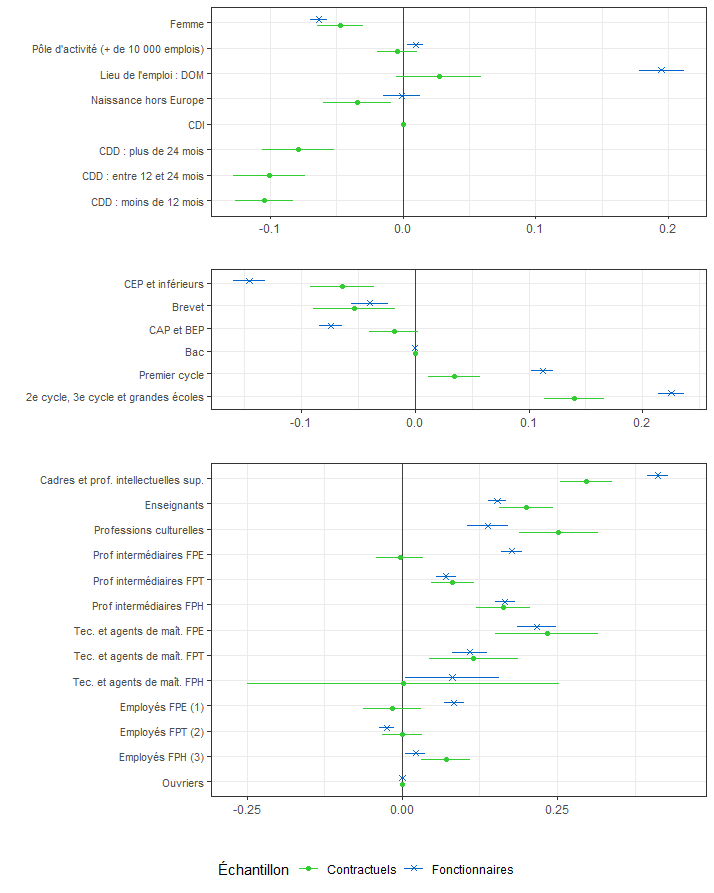 Femme
Pôle d'activité (+ de 10 000 emplois)
Lieu de l'emploi : DOM
Naissance hors Europe
CDI
CDD : plus de 24 mois
CDD : entre 12 et 24 mois
CDD : moins de 12 mois
-0.1 0.0 0.1 0.2
CEP et inférieurs
Brevet
CAP et BEP
Bac
Premier cycle
2e cycle, 3e cycle et grandes écoles
-0.1 0.0 0.1 0.2
Cadres et prof. intellectuelles sup.
Enseignants
Professions culturelles
Prof intermédiaires FPE
Prof intermédiaires FPT
Prof intermédiaires FPH
Tec. et agents de maît. FPE
Tec. et agents de maît. FPT
Tec. et agents de maît. FPH
Employés FPE (1)
Employés FPT (2)
Employés FPH (3)
Ouvriers
-0.25 0.00 0.25
Échantillon Contractuels Fonctionnaires